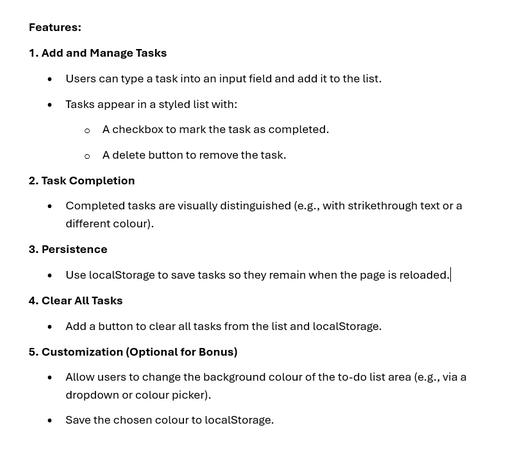 Features:
1. Add and Manage Tasks
• Users can type a task into an input field and add it to the list.
• Tasks appear in a styled list with:
o A checkbox to mark the task as completed.
o A delete button to remove the task.
2. Task Completion
• Completed tasks are visually distinguished (e.g., with strikethrough text or a
different colour).
3. Persistence
• Use localStorage to save tasks so they remain when the page is reloaded.
4. Clear All Tasks
• Add a button to clear all tasks from the list and localStorage.
5. Customization (Optional for Bonus)
• Allow users to change the background colour of the to-do list area (e.g., via a
dropdown or colour picker).
• Save the chosen colour to localStorage.